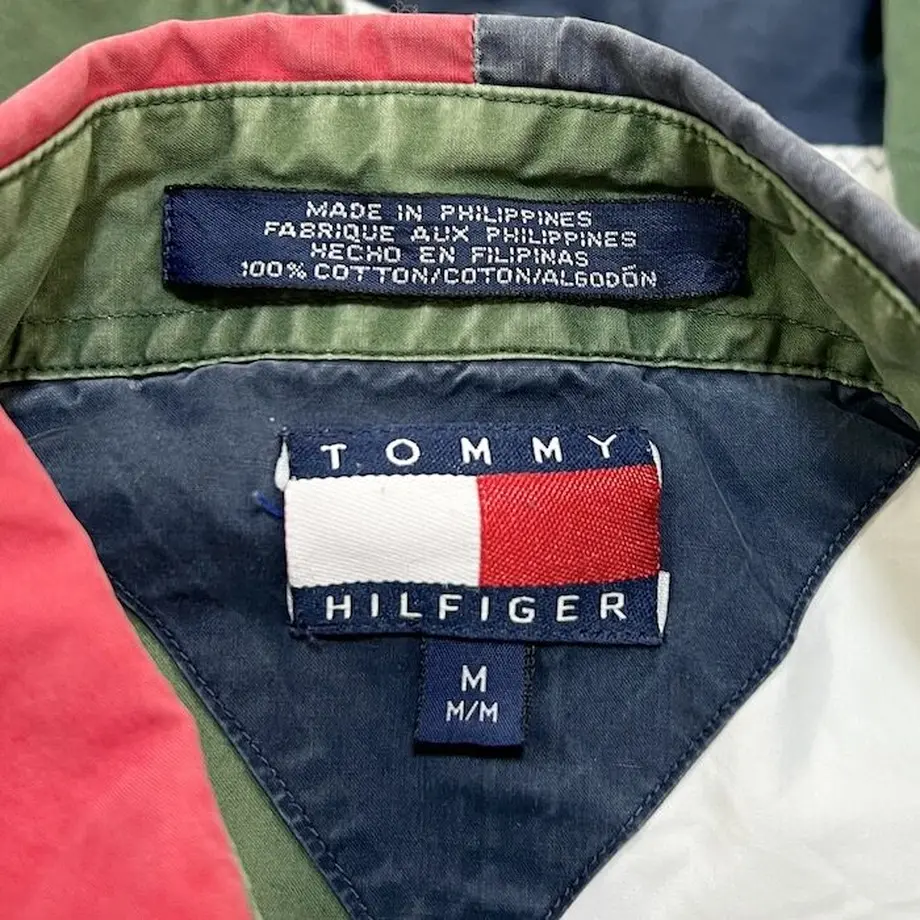 MADE IN PHILIPPINES
FABRIQUE AUX PHILIPPINES
HECHO EN FILIPINAS
100% COTTON/COTON/ALGODÓN
TOMMY
HILFIGER
M
M/M